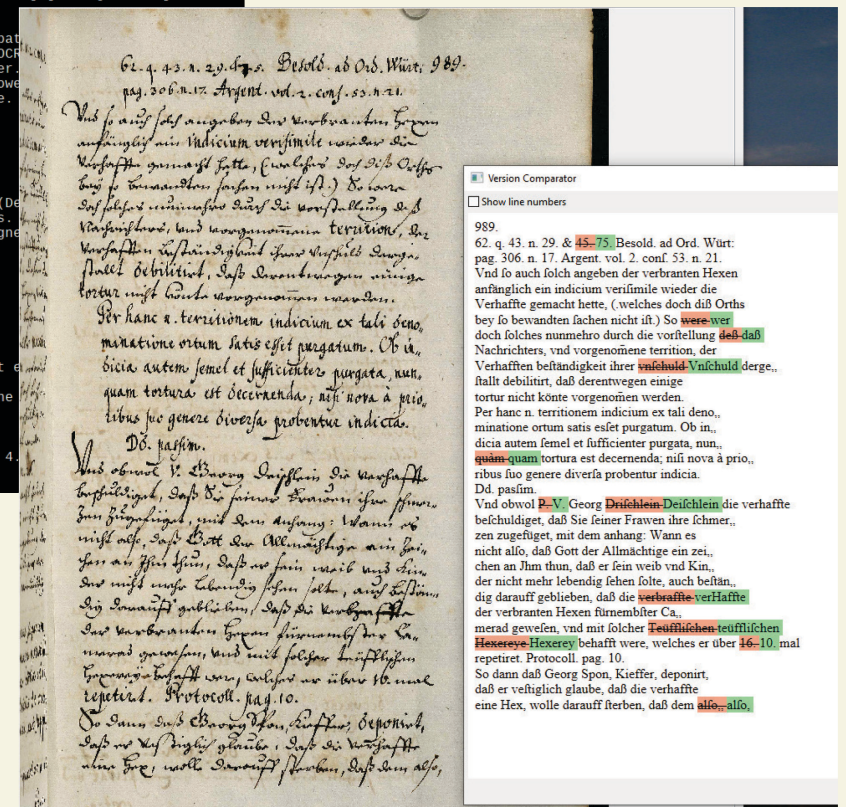 pat
OCR
er.
owe
e.
(De
s.
gne
4.
62. q. 43. n. 29. & 75. Besold. ad Ord. Würt: 989.
pag. 306. n. 17. Argent. vol. 2. conſ. 53. n. 21.
Vnd ſo auch ſolch angeben der verbranten Hexen
anfänglich ein indicium veriſimile wieder die
Verhaffte gemacht hette, (welches doch diß Orths
bey ſo bewandten ſachen nicht iſt.) So were
doch ſolches nunmehro durch die vorſtellung deß
Nachrichters, vnd vorgenom̃ene territion, der
Verhafften beſtändigkeit ihrer Vnſchuld derge„
ſtallt debilitirt, daß derentwegen einige
tortur nicht könte vorgenom̃en werden.
Per hanc n. territionem indicium ex tali deno„
minatione ortum satis eſſet purgatum. Ob in„
dicia autem ſemel et ſufficienter purgata, nun„
quam tortura est decernenda; niſi nova à prio„
ribus ſuo genere diverſa probentur indicia.
Dd. paſſim.
Vnd obwol V. Georg Deiſchlein die verhaffte
beſchuldiget, daß Sie ſeiner Frawen ihre ſchmer„
zen zugefüget, mit dem anhang: Wann es
nicht alſo, daß Gott der Allmächtige ein zei„
chen an Jhm thun, daß er ſein weib vnd Kin„
der nicht mehr lebendig ſehen ſolte, auch beſtän„
dig darauff geblieben, daß die verhaffte
der verbranten Hexen fürnembſter Ca„
merad geweſen, vnd mit ſolcher teüffliſchen
Hexereye behafft were, welches er über 10. mal
repetiret. Protocoll. pag. 10.
So dann daß Georg Spon, Kieffer, deponirt,
daß er veſtiglich glaube, daß die verhaffte
eine Hex, wolle darauff ſterben, daß dem alſo,
Version Comparator
Show line numbers
989.
62. q. 43. n. 29. & 45. 75. Besold. ad Ord. Würt:
pag. 306. n. 17. Argent. vol. 2. conſ. 53. n. 21.
Vnd ſo auch ſolch angeben der verbranten Hexen
anfänglich ein indicium veriſimile wieder die
Verhaffte gemacht hette, (.welches doch diß Orths
bey ſo bewandten ſachen nicht iſt.) So were wer
doch ſolches nunmehro durch die vorſtellung deß daß
Nachrichters, vnd vorgenom̃ene territion, der
Verhafften beſtändigkeit ihrer vnſchuld Vnſchuld derge„
ſtallt debilitirt, daß derentwegen einige
tortur nicht könte vorgenom̃en werden.
Per hanc n. territionem indicium ex tali deno„
minatione ortum satis eſſet purgatum. Ob in„
dicia autem ſemel et ſufficienter purgata, nun„
quàm quam tortura est decernenda; niſi nova à prio„
ribus ſuo genere diverſa probentur indicia.
Dd. paſſim.
Vnd obwol P. V. Georg Driſchlein Deiſchlein die verhaffte
beſchuldiget, daß Sie ſeiner Frawen ihre ſchmer„
zen zugefüget, mit dem anhang: Wann es
nicht alſo, daß Gott der Allmächtige ein zei„
chen an Jhm thun, daß er ſein weib vnd Kin„
der nicht mehr lebendig ſehen ſolte, auch beſtän„
dig darauff geblieben, daß die verbraffte verHaffte
der verbranten Hexen fürnembſter Ca„
merad geweſen, vnd mit ſolcher Teüffliſchen teüffliſchen
Hexereye Hexerey behafft were, welches er über 16. 10. mal
repetiret. Protocoll. pag. 10.
So dann daß Georg Spon, Kieffer, deponirt,
daß er veſtiglich glaube, daß die verhaffte
eine Hex, wolle darauff ſterben, daß dem alſo„ alſo,